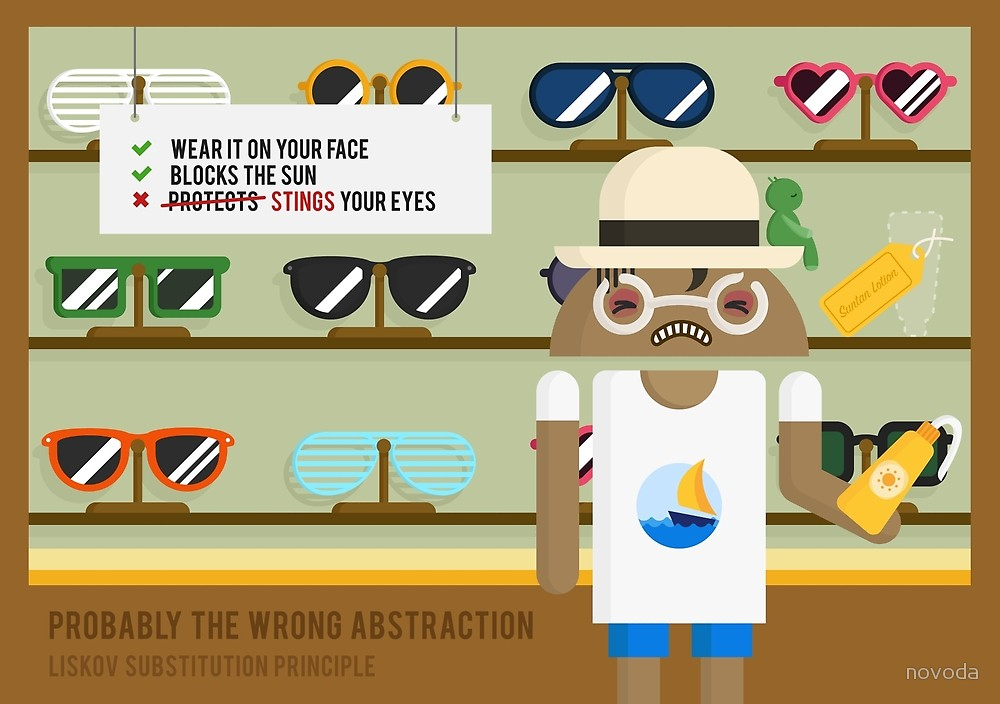 WEAR IT ON YOUR FACE
BLOCKS THE SUN
PROTECTS STINGS YOUR EYES
Suntan Lotion
PROBABLY THE WRONG ABSTRACTION
LISKOV SUBSTITUTION PRINCIPLE
novoda